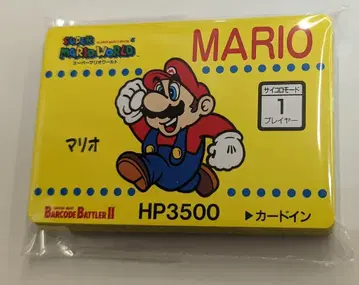 SUPER
MARIO WORLD
スーパーマリオワールド
MARIO
サイコロモード
1
プレイヤー
マリオ
BARCODE BATTLER II
HP3500
▶カードイン